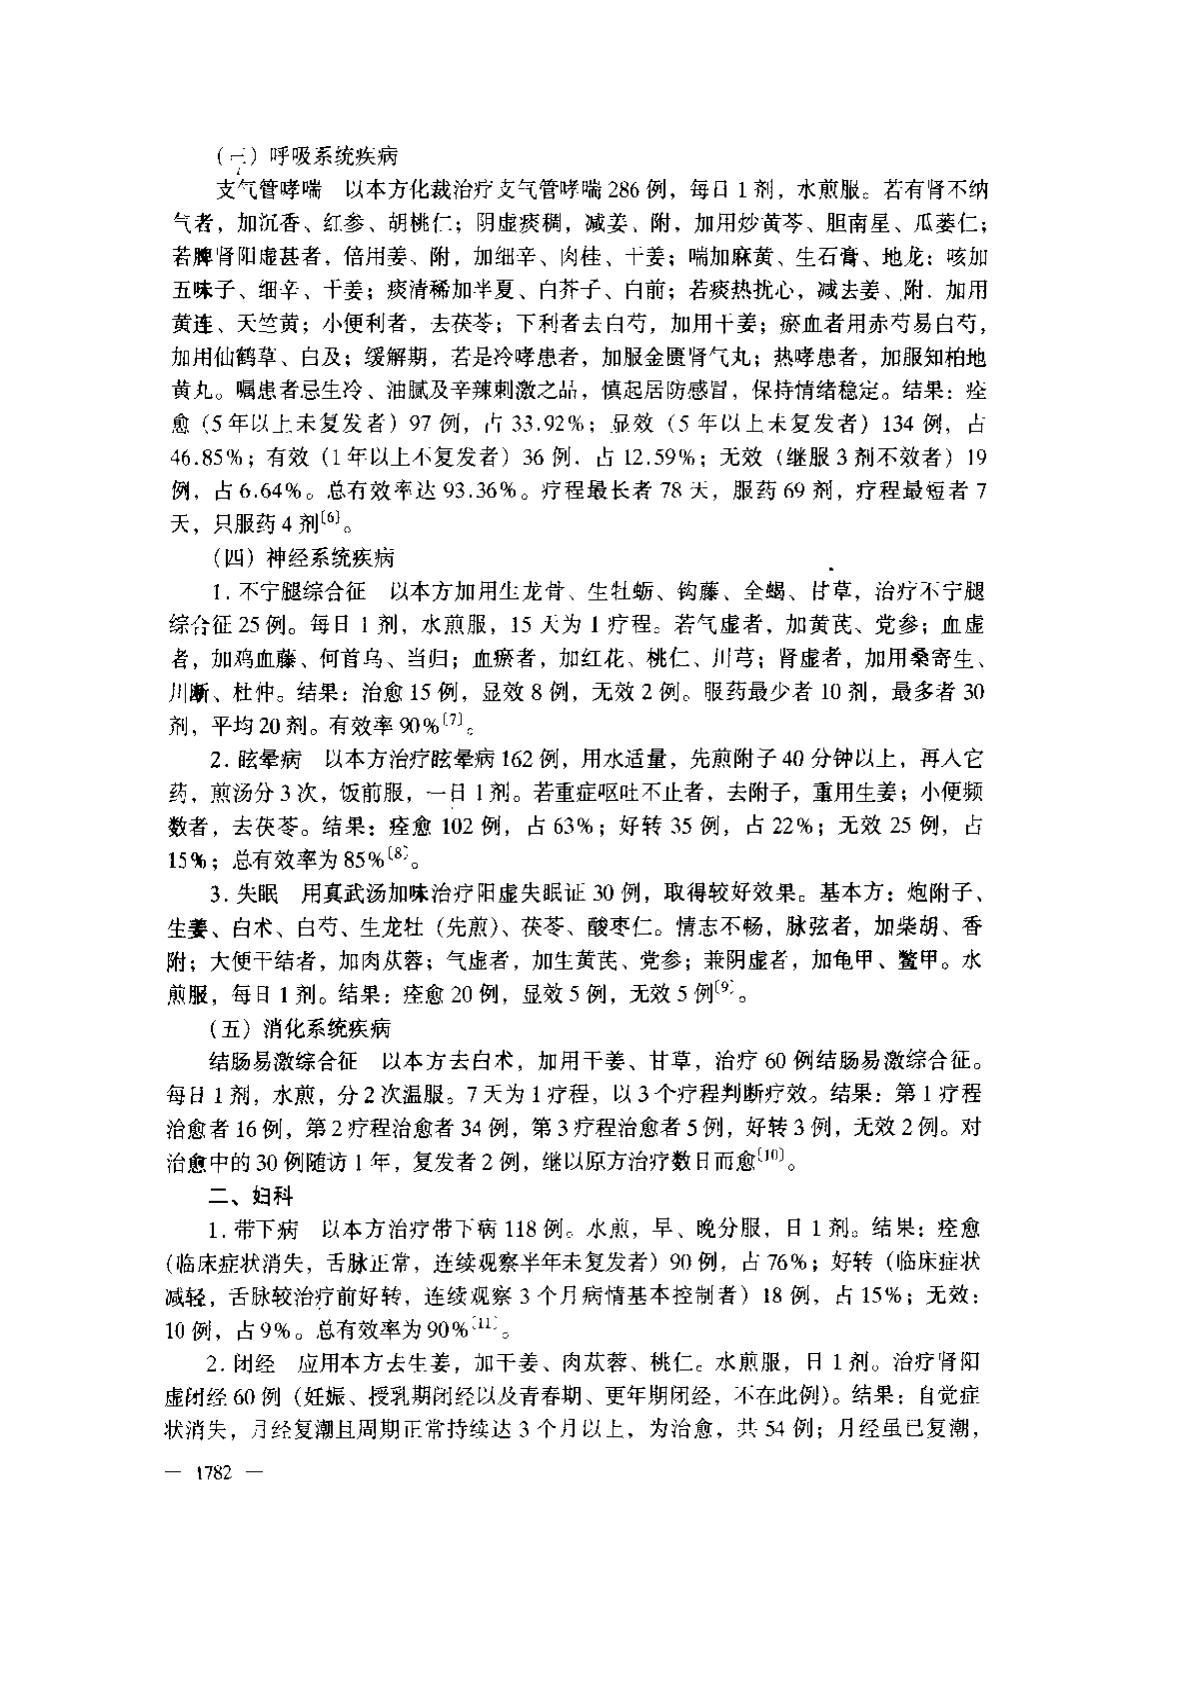 （三）呼吸系统疾病
支气管哮喘　以本方化裁治疗支气管哮喘 286 例，每日 1 剂，水煎服。若有肾不纳
气者，加沉香、红参、胡桃仁；阴虚痰稠，减姜、附，加用炒黄芩、胆南星、瓜蒌仁；
若脾肾阳虚甚者，倍用姜、附，加细辛、肉桂、干姜；喘加麻黄、生石膏、地龙；咳加
五味子、细辛、干姜；痰清稀加半夏、白芥子、白前；若痰热扰心，减去姜、附，加用
黄连、天竺黄；小便利者，去茯苓；下利者去白芍，加用干姜；瘀血者用赤芍易白芍，
加用仙鹤草、白及；缓解期，若是冷哮患者，加服金匮肾气丸；热哮患者，加服知柏地
黄丸。嘱患者忌生冷、油腻及辛辣刺激之品，慎起居防感冒，保持情绪稳定。结果：痊
愈（5 年以上未复发者）97 例，占 33.92%；显效（5 年以上未复发者）134 例，占
46.85%；有效（1 年以上不复发者）36 例，占 12.59%；无效（继服 3 剂不效者）19
例，占 6.64%。总有效率达 93.36%。疗程最长者 78 天，服药 69 剂，疗程最短者 7
天，只服药 4 剂〔6〕。
（四）神经系统疾病
1. 不宁腿综合征　以本方加用生龙骨、生牡蛎、钩藤、全蝎、甘草，治疗不宁腿
综合征 25 例。每日 1 剂，水煎服，15 天为 1 疗程。若气虚者，加黄芪、党参；血虚
者，加鸡血藤、何首乌、当归；血瘀者，加红花、桃仁、川芎；肾虚者，加用桑寄生、
川断、杜仲。结果：治愈 15 例，显效 8 例，无效 2 例。服药最少者 10 剂，最多者 30
剂，平均 20 剂。有效率 90%〔7〕。
2. 眩晕病　以本方治疗眩晕病 162 例，用水适量，先煎附子 40 分钟以上，再入它
药，煎汤分 3 次，饭前服，一日 1 剂。若重症呕吐不止者，去附子，重用生姜；小便频
数者，去茯苓。结果：痊愈 102 例，占 63%；好转 35 例，占 22%；无效 25 例，占
15%；总有效率为 85%〔8〕。
3. 失眠　用真武汤加味治疗阳虚失眠证 30 例，取得较好效果。基本方：炮附子、
生姜、白术、白芍、生龙牡（先煎）、茯苓、酸枣仁。情志不畅，脉弦者，加柴胡、香
附；大便干结者，加肉苁蓉；气虚者，加生黄芪、党参；兼阴虚者，加龟甲、鳖甲。水
煎服，每日 1 剂。结果：痊愈 20 例，显效 5 例，无效 5 例〔9〕。
（五）消化系统疾病
结肠易激综合征　以本方去白术，加用干姜、甘草，治疗 60 例结肠易激综合征。
每日 1 剂，水煎，分 2 次温服。7 天为 1 疗程，以 3 个疗程判断疗效。结果：第 1 疗程
治愈者 16 例，第 2 疗程治愈者 34 例，第 3 疗程治愈者 5 例，好转 3 例，无效 2 例。对
治愈中的 30 例随访 1 年，复发者 2 例，继以原方治疗数日而愈〔10〕。
二、妇科
1. 带下病　以本方治疗带下病 118 例。水煎，早、晚分服，日 1 剂。结果：痊愈
（临床症状消失，舌脉正常，连续观察半年未复发者）90 例，占 76%；好转（临床症状
减轻，舌脉较治疗前好转，连续观察 3 个月病情基本控制者）18 例，占 15%；无效：
10 例，占 9%。总有效率为 90%〔11〕。
2. 闭经　应用本方去生姜，加干姜、肉苁蓉、桃仁。水煎服，日 1 剂。治疗肾阳
虚闭经 60 例（妊娠、授乳期闭经以及青春期、更年期闭经，不在此例）。结果：自觉症
状消失，月经复潮且周期正常持续达 3 个月以上，为治愈，共 54 例；月经虽已复潮，
— 1782 —